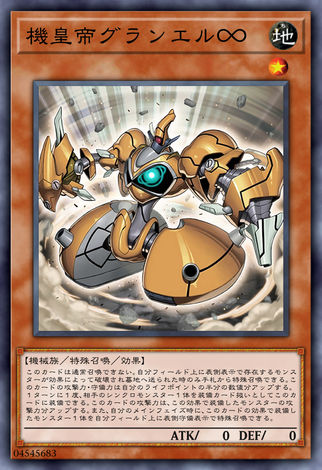 機皇帝グランエル∞
地
[機械族／特殊召喚／効果]
このカードは通常召喚できない。自分フィールド上に表側表示で存在するモンスターが効果によって破壊され墓地へ送られた時のみ手札から特殊召喚できる。このカードの攻撃力・守備力は自分のライフポイントの半分の数値分アップする。
1ターンに1度、相手のシンクロモンスター1体を装備カード扱いとしてこのカードに装備できる。このカードの攻撃力は、この効果で装備したモンスターの攻撃力分アップする。また、自分のメインフェイズ時に、このカードの効果で装備したモンスター1体を自分フィールド上に表側守備表示で特殊召喚できる。
ATK/ 0 DEF/ 0
04545683